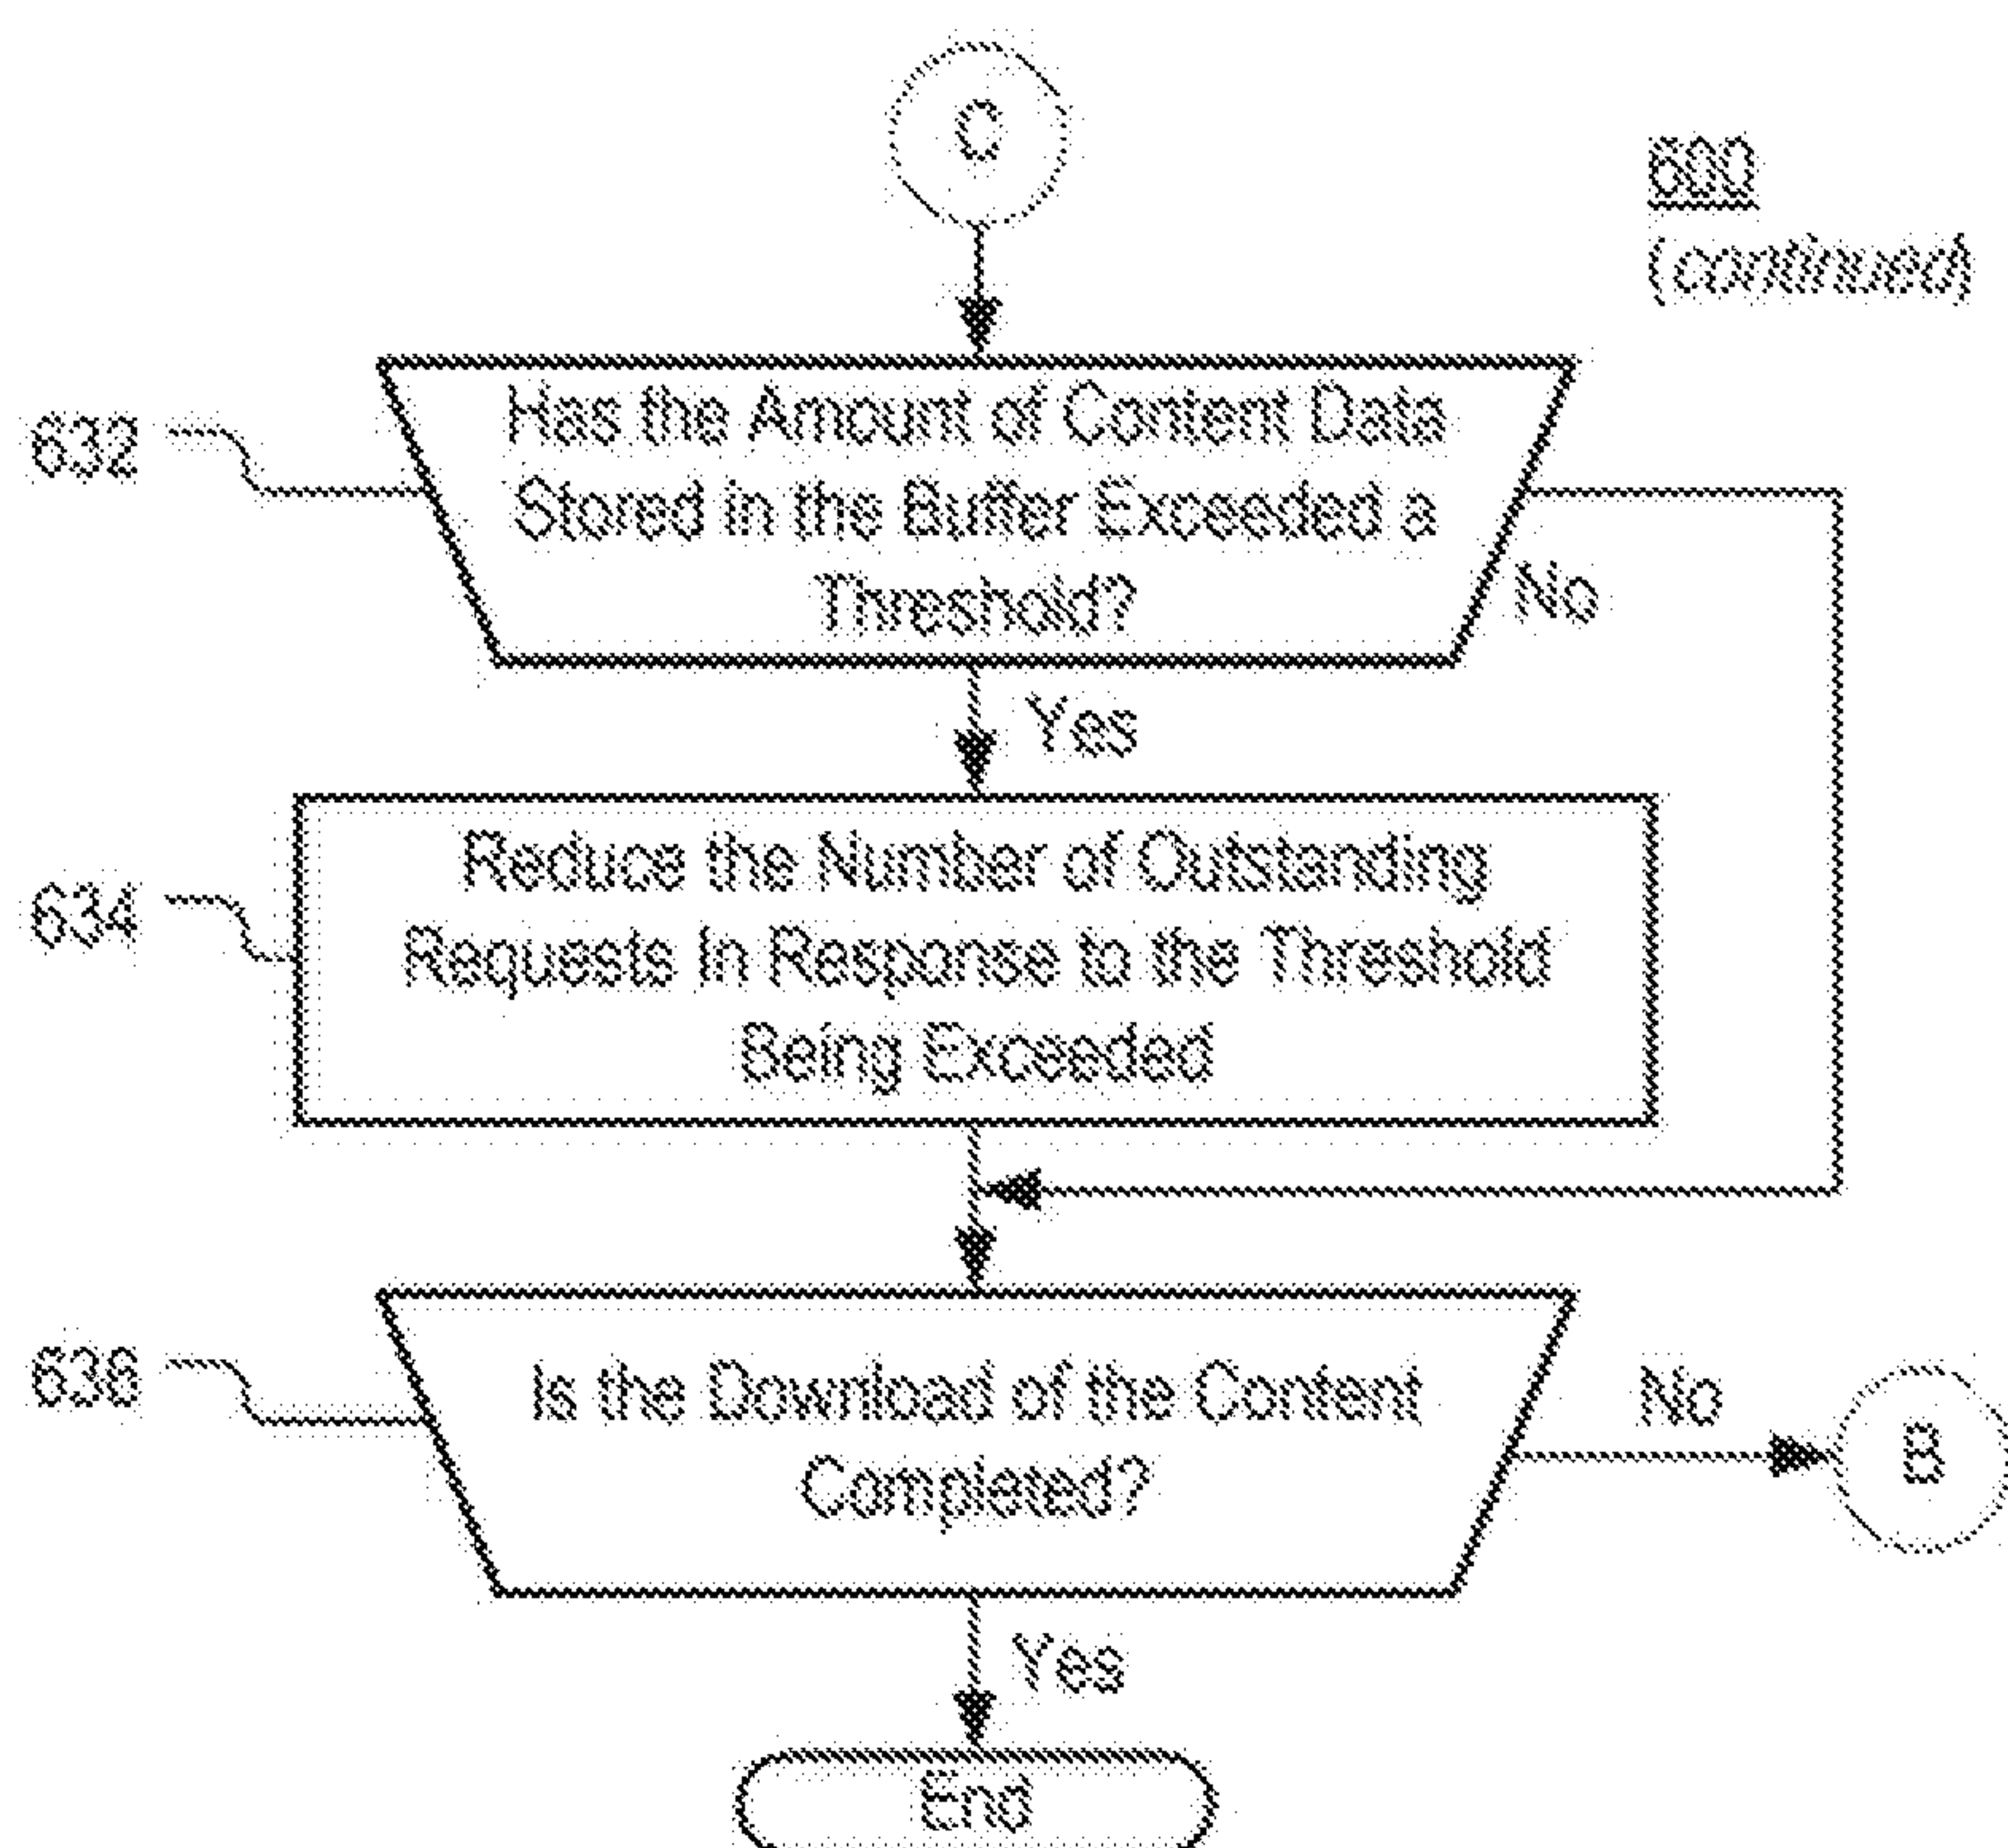 C
600
(continued)
632
Has the Amount of Content Data
Stored in the Buffer Exceeded a
Threshold?
No
Yes
634
Reduce the Number of Outstanding
Requests In Response to the Threshold
Being Exceeded
636
Is the Download of the Content
Completed?
No
B
Yes
End